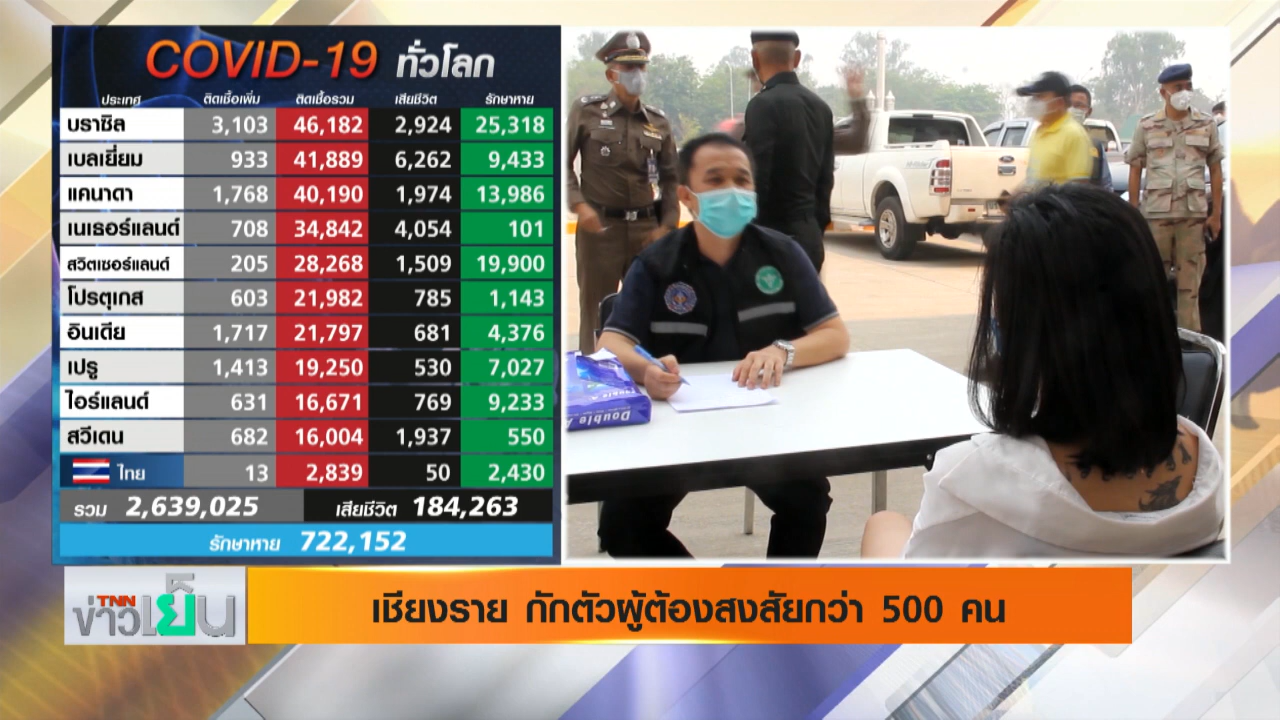 COVID-19 ทั่วโลก
ประเทศ ติดเชื้อเพิ่ม ติดเชื้อรวม เสียชีวิต รักษาหาย
บราซิล 3,103 46,182 2,924 25,318
เบลเยี่ยม 933 41,889 6,262 9,433
แคนาดา 1,768 40,190 1,974 13,986
เนเธอร์แลนด์ 708 34,842 4,054 101
สวิตเซอร์แลนด์ 205 28,268 1,509 19,900
โปรตุเกส 603 21,982 785 1,143
อินเดีย 1,717 21,797 681 4,376
เปรู 1,413 19,250 530 7,027
ไอร์แลนด์ 631 16,671 769 9,233
สวีเดน 682 16,004 1,937 550
ไทย 13 2,839 50 2,430
รวม 2,639,025 เสียชีวิต 184,263
รักษาหาย 722,152
Double A
TNN ข่าวเย็น
เชียงราย กักตัวผู้ต้องสงสัยกว่า 500 คน